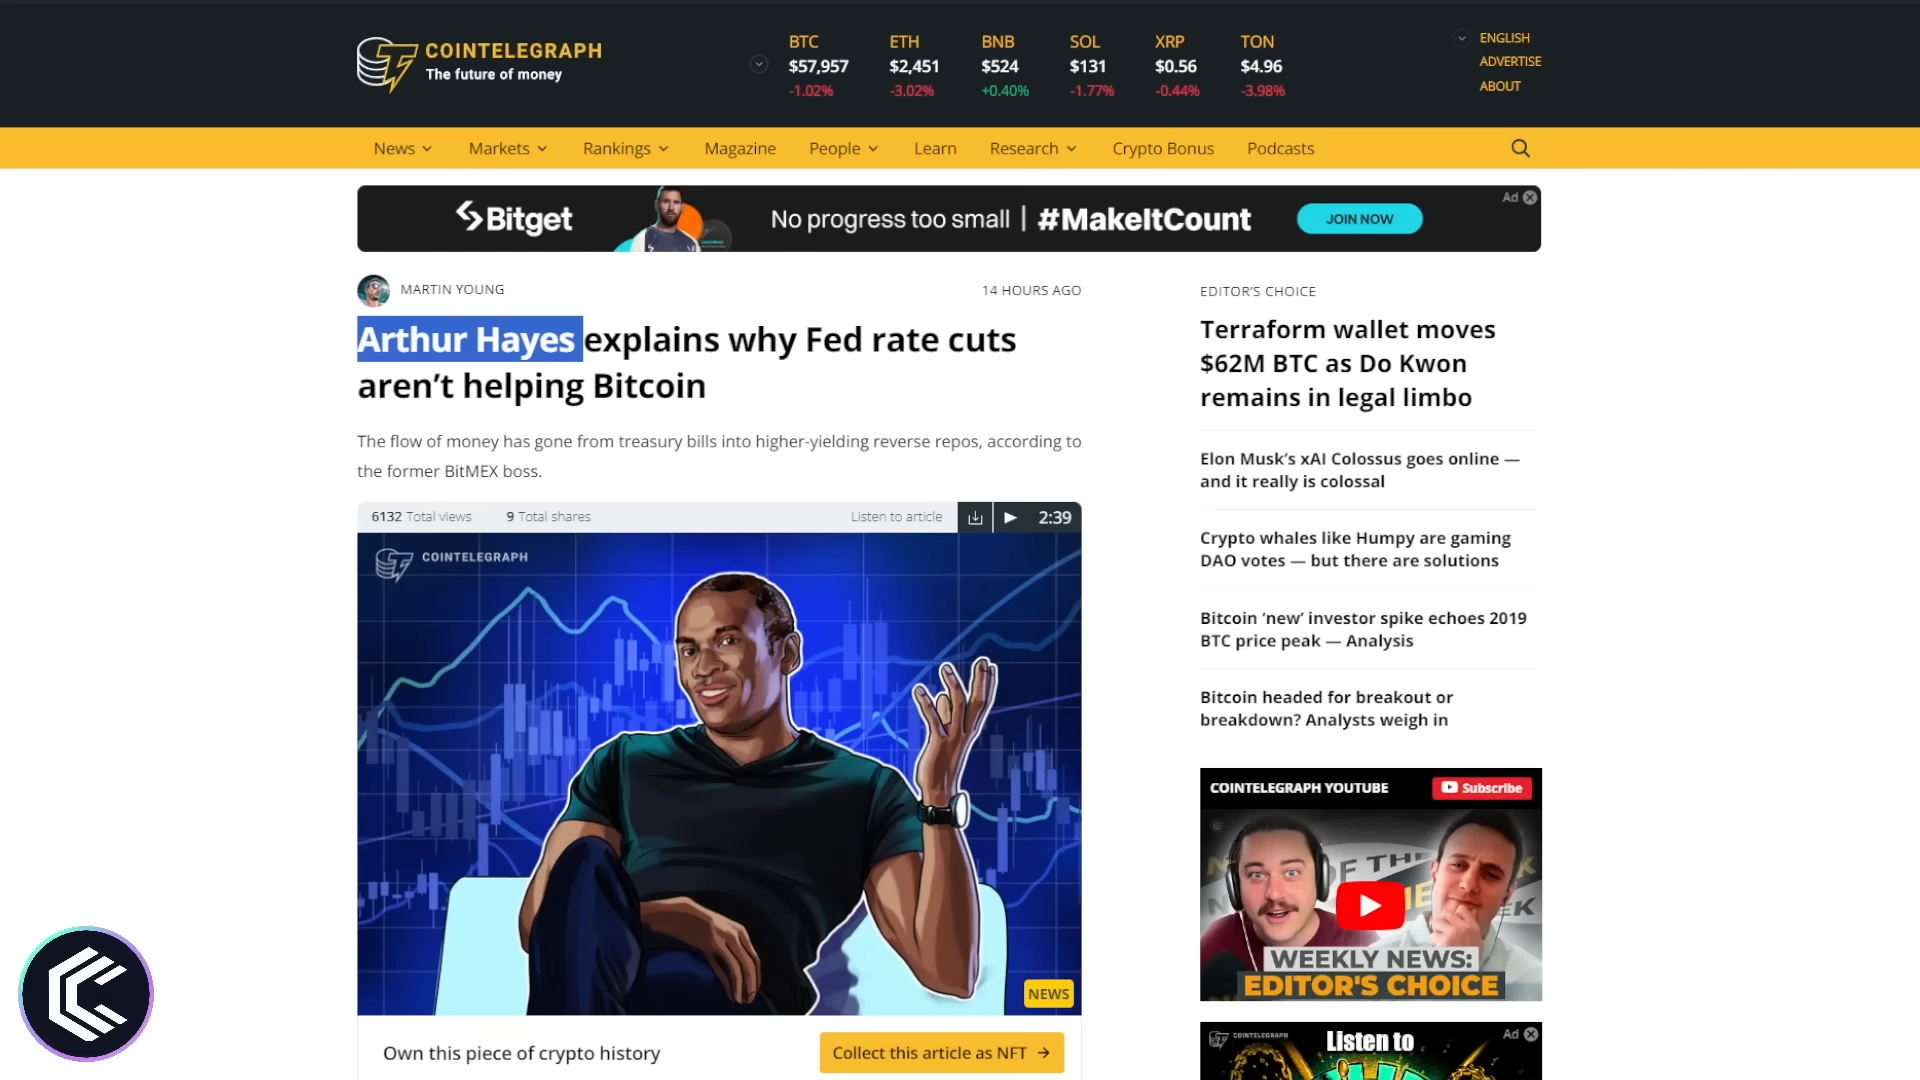 COINTELEGRAPH
The future of money
BTC
$57,957
-1.02%
ETH
$2,451
-3.02%
BNB
$524
+0.40%
SOL
$131
-1.77%
XRP
$0.56
-0.44%
TON
$4.96
-3.98%
ENGLISH
ADVERTISE
ABOUT
News Markets Rankings Magazine People Learn Research Crypto Bonus Podcasts
Bitget
No progress too small | #MakeItCount
JOIN NOW
Ad
MARTIN YOUNG
14 HOURS AGO
Arthur Hayes explains why Fed rate cuts
aren’t helping Bitcoin
The flow of money has gone from treasury bills into higher-yielding reverse repos, according to
the former BitMEX boss.
6132 Total views 9 Total shares
Listen to article
2:39
COINTELEGRAPH
NEWS
Own this piece of crypto history
Collect this article as NFT →
EDITOR’S CHOICE
Terraform wallet moves
$62M BTC as Do Kwon
remains in legal limbo
Elon Musk’s xAI Colossus goes online —
and it really is colossal
Crypto whales like Humpy are gaming
DAO votes — but there are solutions
Bitcoin ‘new’ investor spike echoes 2019
BTC price peak — Analysis
Bitcoin headed for breakout or
breakdown? Analysts weigh in
COINTELEGRAPH YOUTUBE
Subscribe
OF THE
WEEKLY NEWS:
EDITOR'S CHOICE
COINTELEGRAPH
Listen to
Ad